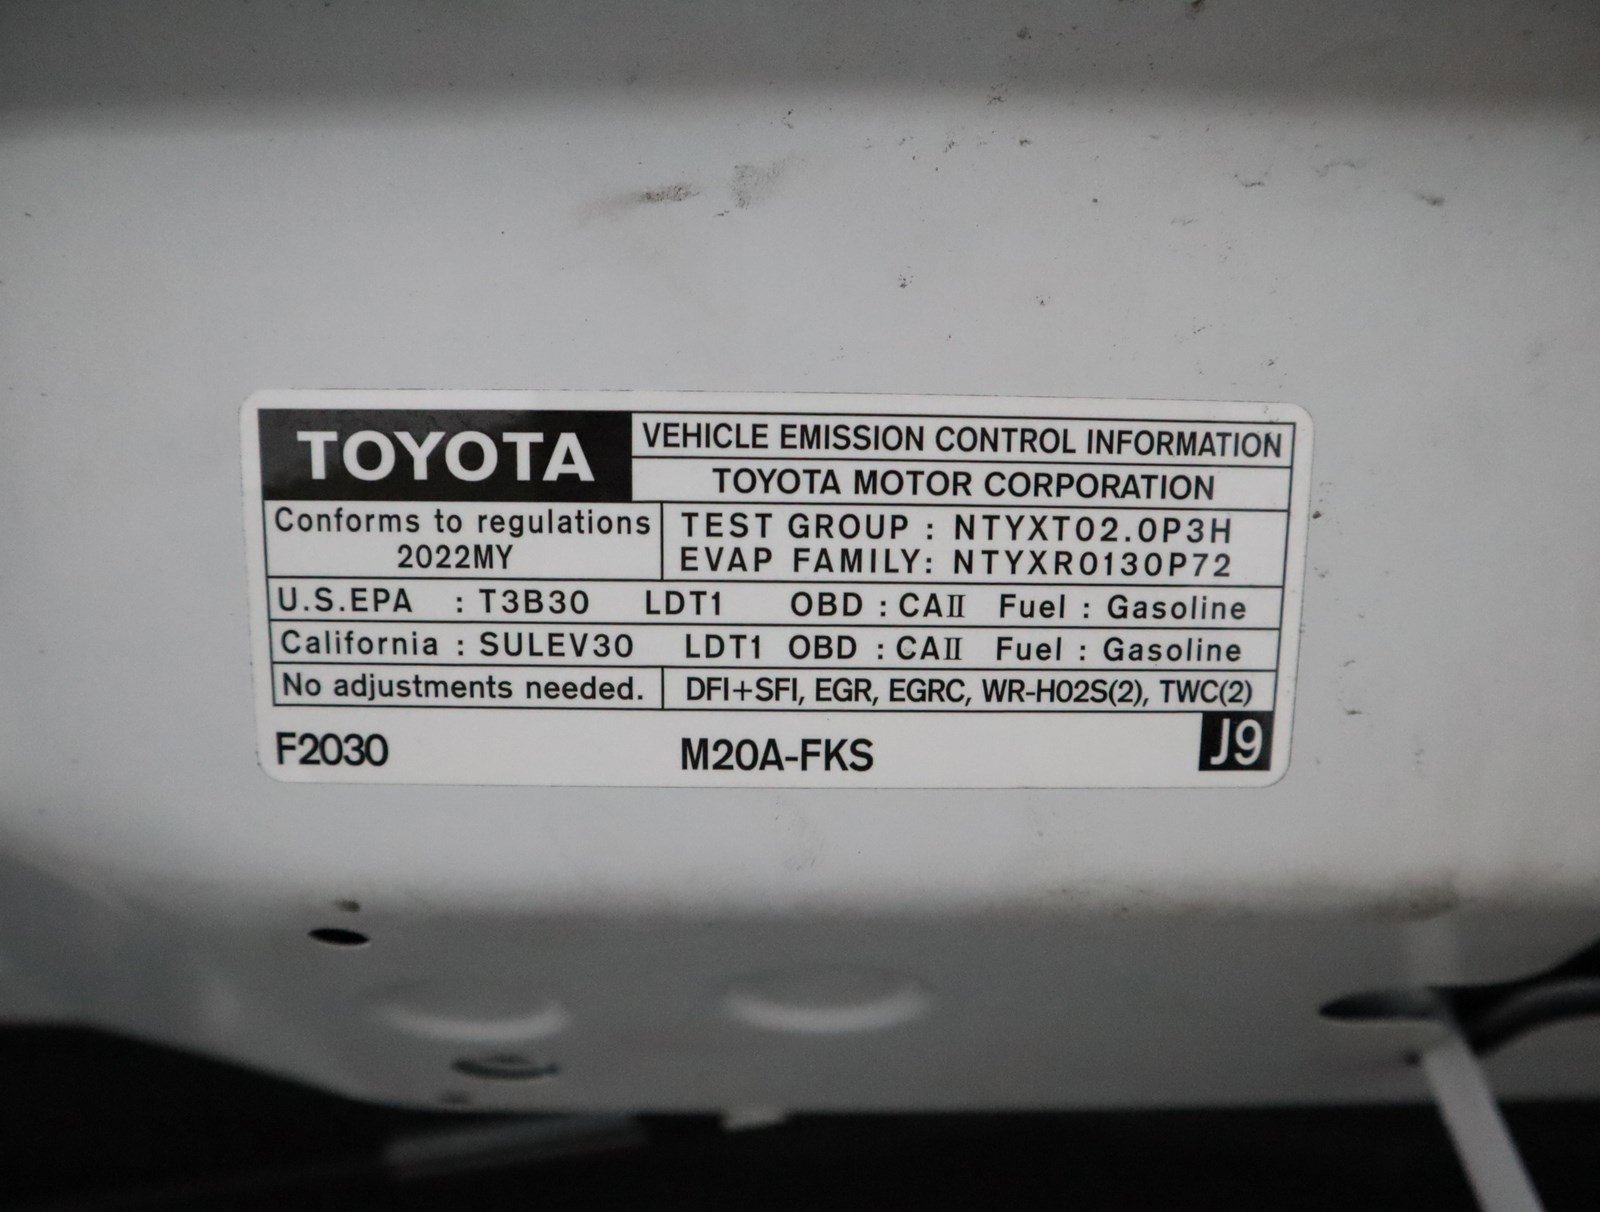 TOYOTA
VEHICLE EMISSION CONTROL INFORMATION
TOYOTA MOTOR CORPORATION
Conforms to regulations
2022MY
TEST GROUP : NTYXT02.0P3H
EVAP FAMILY: NTYXR0130P72
U.S.EPA : T3B30 LDT1 OBD : CAⅡ Fuel : Gasoline
California : SULEV30 LDT1 OBD : CAⅡ Fuel : Gasoline
No adjustments needed.
DFI+SFI, EGR, EGRC, WR-HO2S(2), TWC(2)
F2030
M20A-FKS
J9